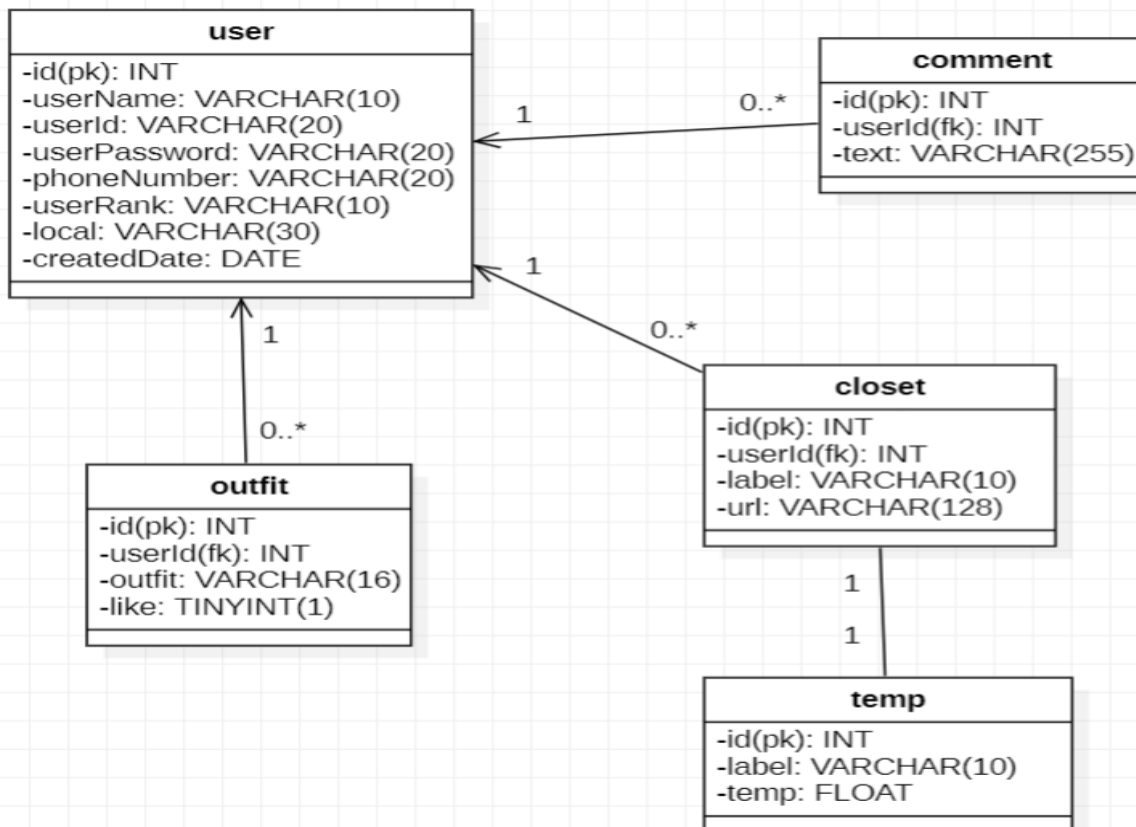 user
-id(pk): INT
-userName: VARCHAR(10)
-userId: VARCHAR(20)
-userPassword: VARCHAR(20)
-phoneNumber: VARCHAR(20)
-userRank: VARCHAR(10)
-local: VARCHAR(30)
-createdDate: DATE
1
0..*
comment
-id(pk): INT
-userId(fk): INT
-text: VARCHAR(255)
1
0..*
1
0..*
outfit
-id(pk): INT
-userId(fk): INT
-outfit: VARCHAR(16)
-like: TINYINT(1)
closet
-id(pk): INT
-userId(fk): INT
-label: VARCHAR(10)
-url: VARCHAR(128)
1
1
temp
-id(pk): INT
-label: VARCHAR(10)
-temp: FLOAT